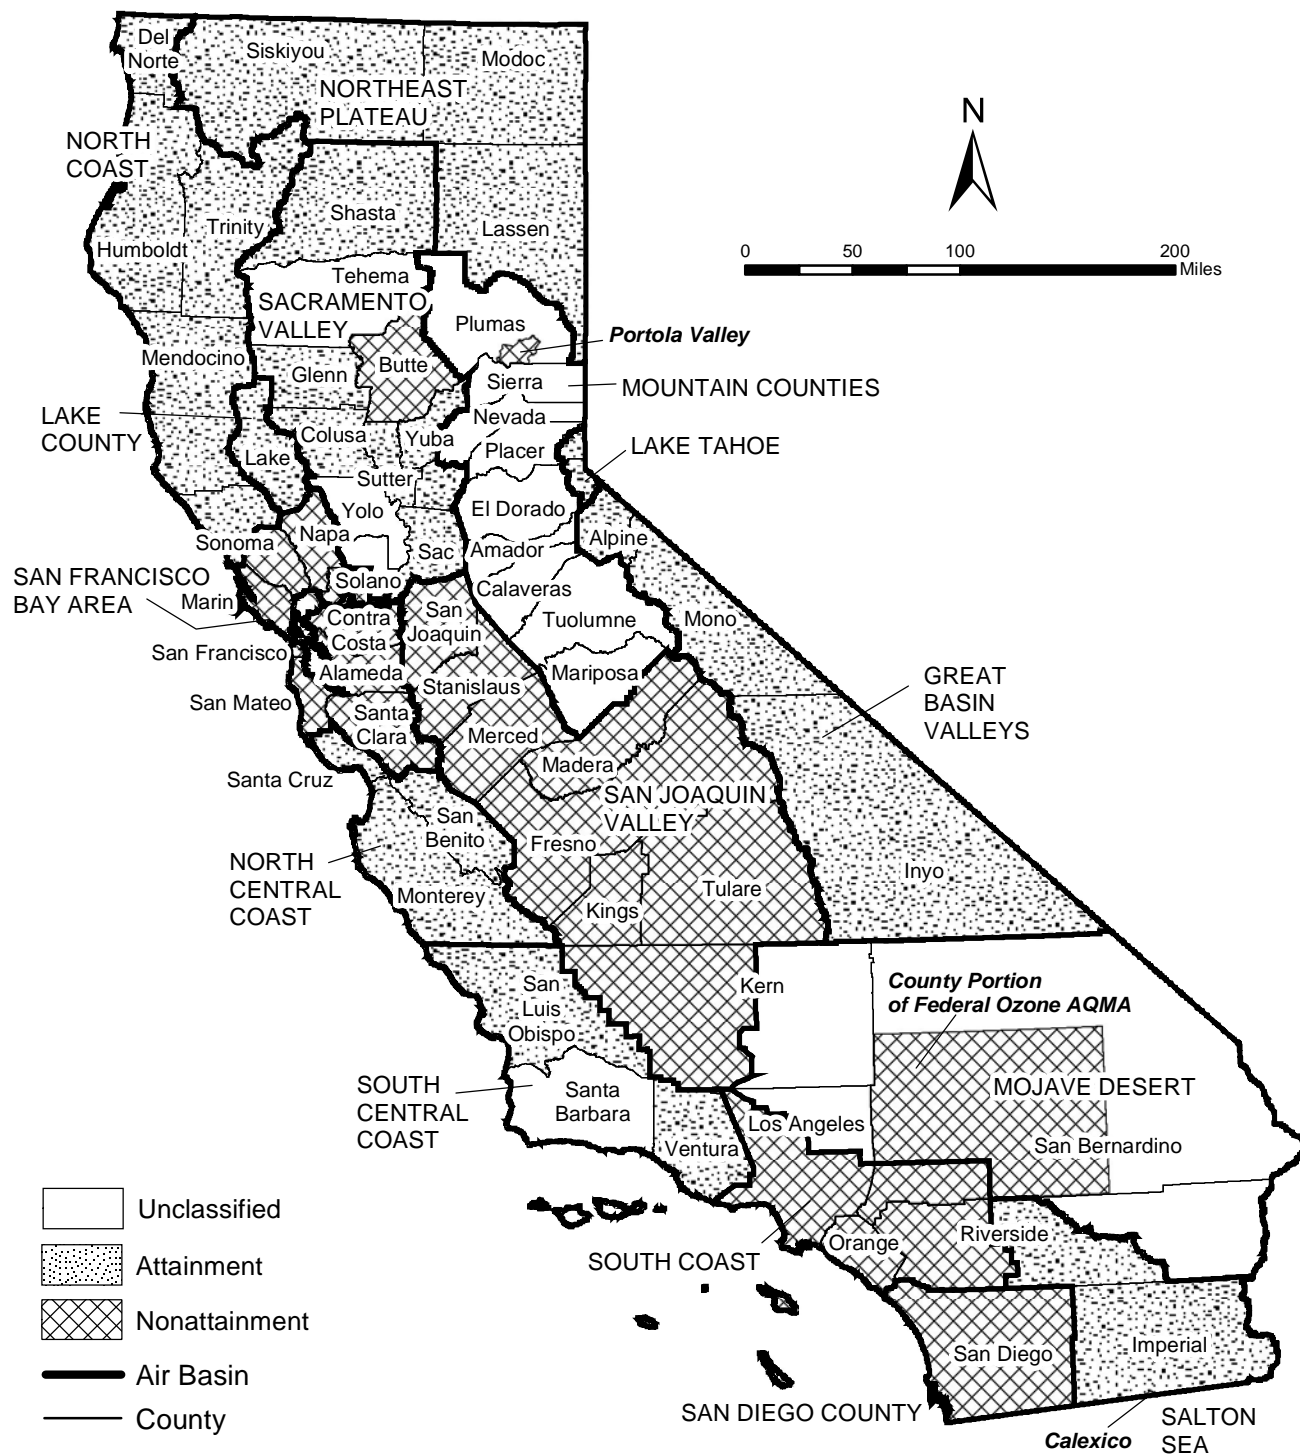 Del
Norte
Siskiyou
Modoc
NORTHEAST
PLATEAU
NORTH
COAST
N
Trinity
Shasta
Lassen
Humboldt
0
50
100
200
Miles
Tehema
SACRAMENTO
VALLEY
Plumas
Portola Valley
Mendocino
Glenn
Butte
Sierra
MOUNTAIN COUNTIES
LAKE
COUNTY
Nevada
Colusa
Yuba
Placer
LAKE TAHOE
Lake
Sutter
Yolo
El Dorado
Napa
Sonoma
Alpine
Sac
Amador
SAN FRANCISCO
BAY AREA
Solano
Calaveras
Marin
San
Joaquin
Contra
Costa
Tuolumne
Mono
San Francisco
Alameda
Mariposa
Stanislaus
GREAT
BASIN
VALLEYS
San Mateo
Santa
Clara
Merced
Madera
Santa Cruz
SAN JOAQUIN
VALLEY
San
Benito
Fresno
NORTH
CENTRAL
COAST
Inyo
Monterey
Tulare
Kings
San
Luis
Obispo
Kern
County Portion
of Federal Ozone AQMA
SOUTH
CENTRAL
COAST
Santa
Barbara
MOJAVE DESERT
Los Angeles
San Bernardino
Ventura
Unclassified
Attainment
Nonattainment
Air Basin
County
Riverside
Orange
SOUTH COAST
San Diego
Imperial
SAN DIEGO COUNTY
Calexico
SALTON
SEA